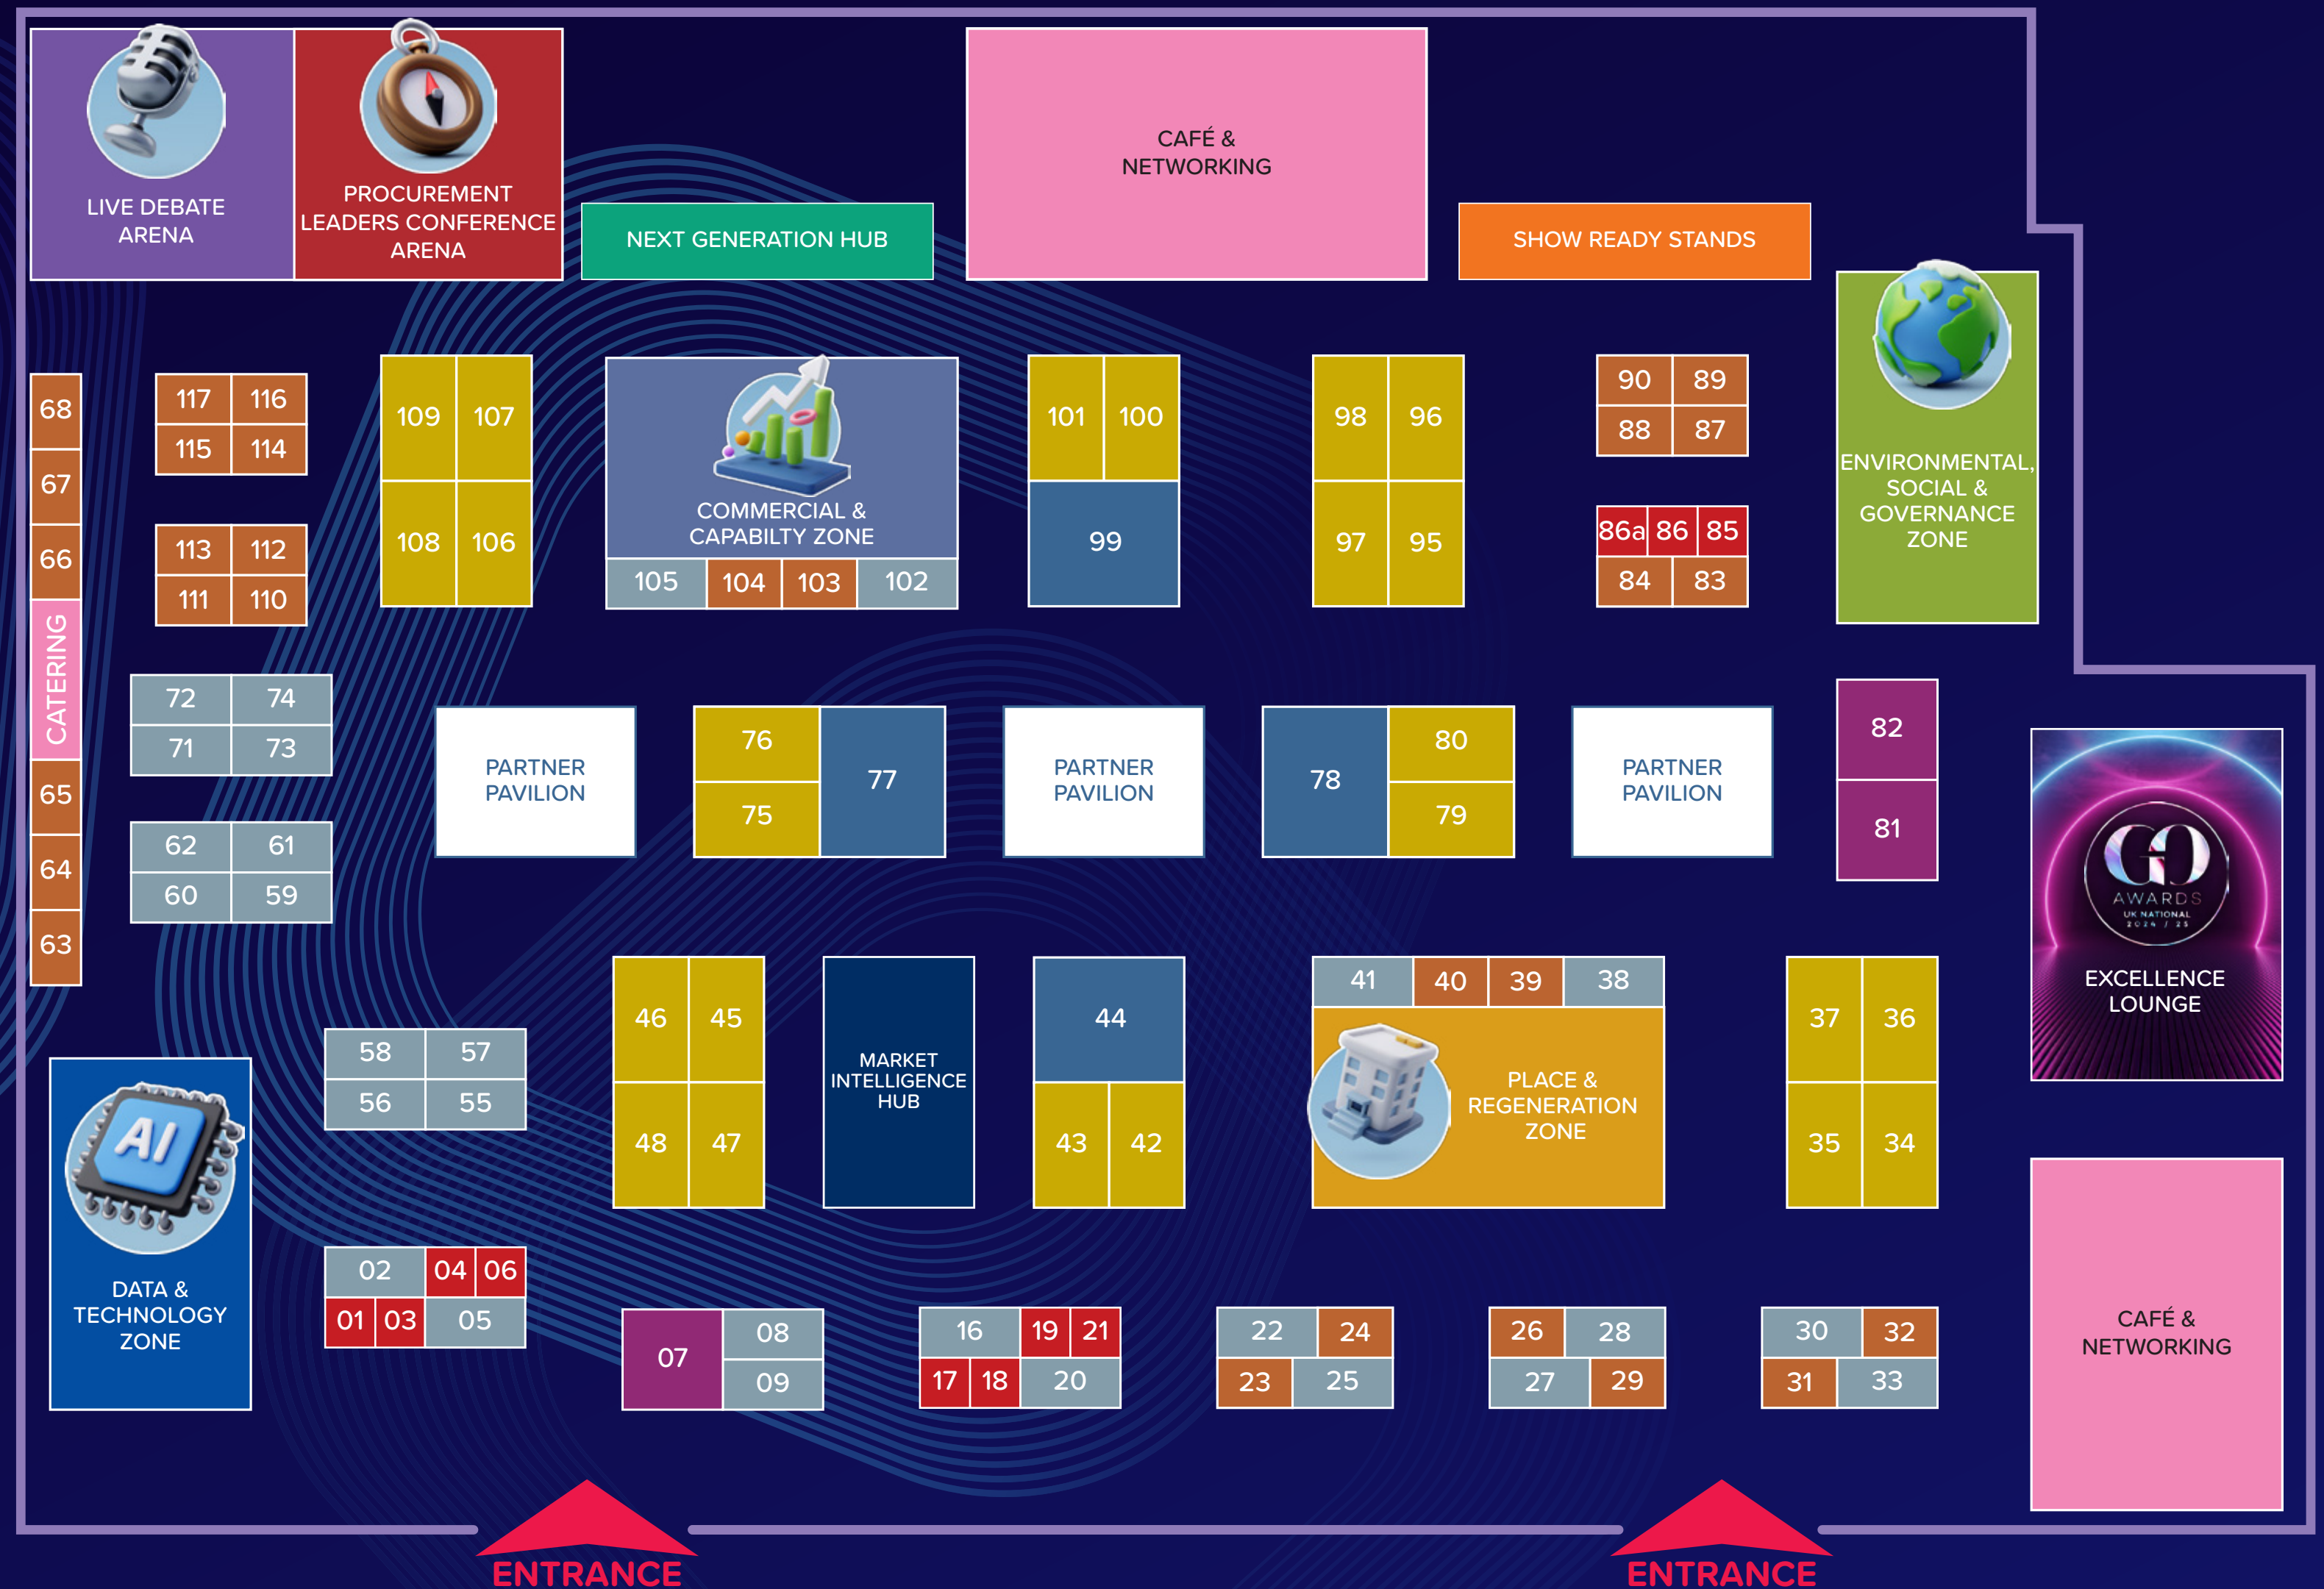 LIVE DEBATE
ARENA
PROCUREMENT
LEADERS CONFERENCE
ARENA
NEXT GENERATION HUB
CAFÉ &
NETWORKING
SHOW READY STANDS
ENVIRONMENTAL,
SOCIAL &
GOVERNANCE
ZONE
68
67
66
CATERING
65
64
63
117 116
115 114
113 112
111 110
109 107
108 106
COMMERCIAL &
CAPABILTY ZONE
105 104 103 102
101 100
99
98 96
97 95
90 89
88 87
86a 86 85
84 83
72 74
71 73
62 61
60 59
PARTNER
PAVILION
76
75
77
PARTNER
PAVILION
78
80
79
PARTNER
PAVILION
82
81
GO
AWARDS
UK NATIONAL
2024 / 25
EXCELLENCE
LOUNGE
58 57
56 55
46 45
48 47
MARKET
INTELLIGENCE
HUB
44
43 42
41 40 39 38
PLACE &
REGENERATION
ZONE
37 36
35 34
AI
DATA &
TECHNOLOGY
ZONE
02 04 06
01 03 05
07
08
09
16 19 21
17 18 20
22 24
23 25
26 28
27 29
30 32
31 33
CAFÉ &
NETWORKING
ENTRANCE
ENTRANCE